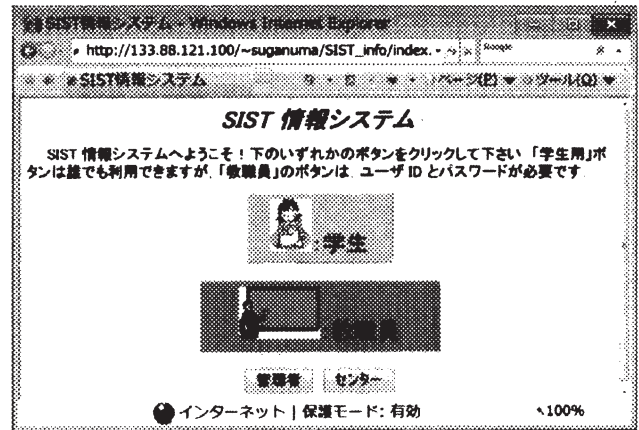 SIST情報システム - Windows Internet Explorer
http://133.88.121.100/~suganuma/SIST_info/index.
Google
SIST情報システム
ページ(P) ツール(O)
SIST 情報システム
SIST 情報システムへようこそ！下のいずれかのボタンをクリックして下さい．「学生用」ボ
タンは誰でも利用できますが，「教職員」のボタンは，ユーザ ID とパスワードが必要です．
:学生
:教職員
管理者 センター
インターネット | 保護モード: 有効 100%